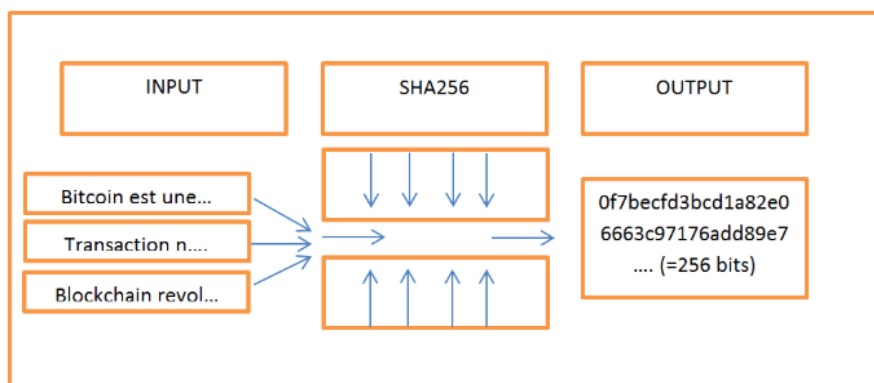 INPUT
SHA256
OUTPUT
Bitcoin est une...
Transaction n....
Blockchain revol...
0f7becfd3bcd1a82e0
6663c97176add89e7
.... (=256 bits)